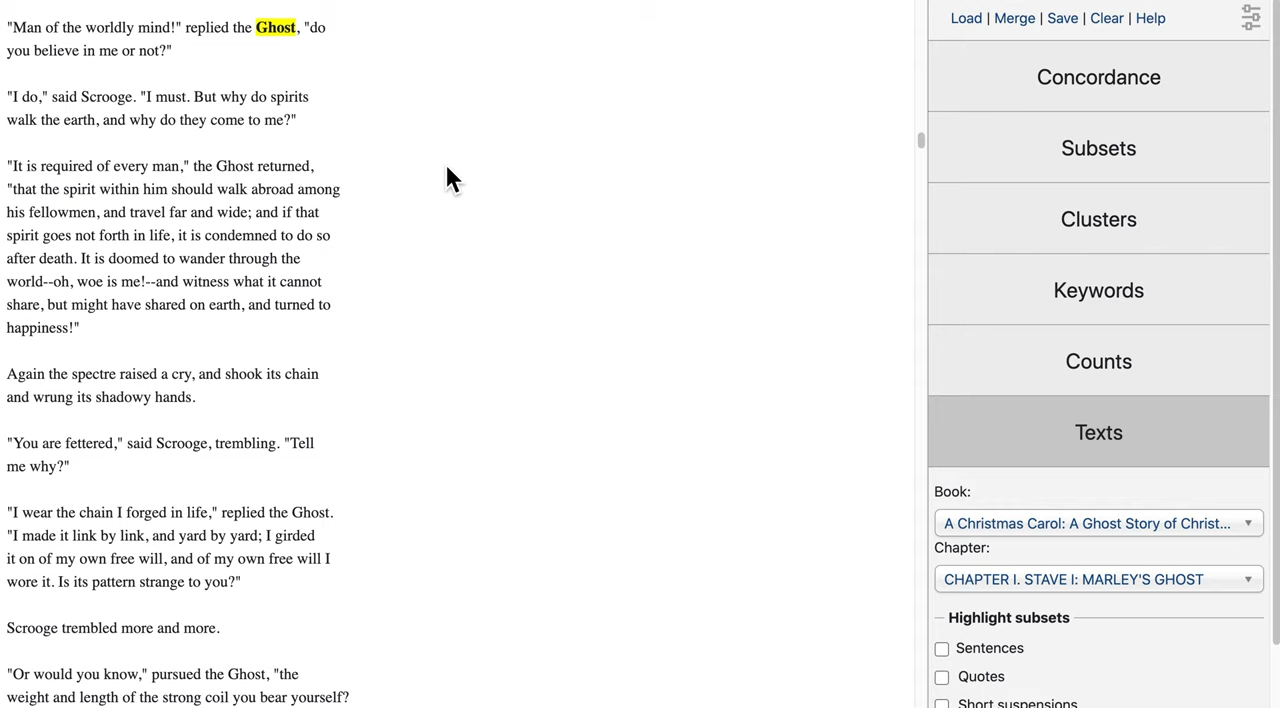 "Man of the worldly mind!" replied the Ghost, "do
you believe in me or not?"
"I do," said Scrooge. "I must. But why do spirits
walk the earth, and why do they come to me?"
"It is required of every man," the Ghost returned,
"that the spirit within him should walk abroad among
his fellowmen, and travel far and wide; and if that
spirit goes not forth in life, it is condemned to do so
after death. It is doomed to wander through the
world--oh, woe is me!--and witness what it cannot
share, but might have shared on earth, and turned to
happiness!"
Again the spectre raised a cry, and shook its chain
and wrung its shadowy hands.
"You are fettered," said Scrooge, trembling. "Tell
me why?"
"I wear the chain I forged in life," replied the Ghost.
"I made it link by link, and yard by yard; I girded
it on of my own free will, and of my own free will I
wore it. Is its pattern strange to you?"
Scrooge trembled more and more.
"Or would you know," pursued the Ghost, "the
weight and length of the strong coil you bear yourself?
Load | Merge | Save | Clear | Help
Concordance
Subsets
Clusters
Keywords
Counts
Texts
Book:
A Christmas Carol: A Ghost Story of Christ...
Chapter:
CHAPTER I. STAVE I: MARLEY'S GHOST
Highlight subsets
Sentences
Quotes
Short suspensions